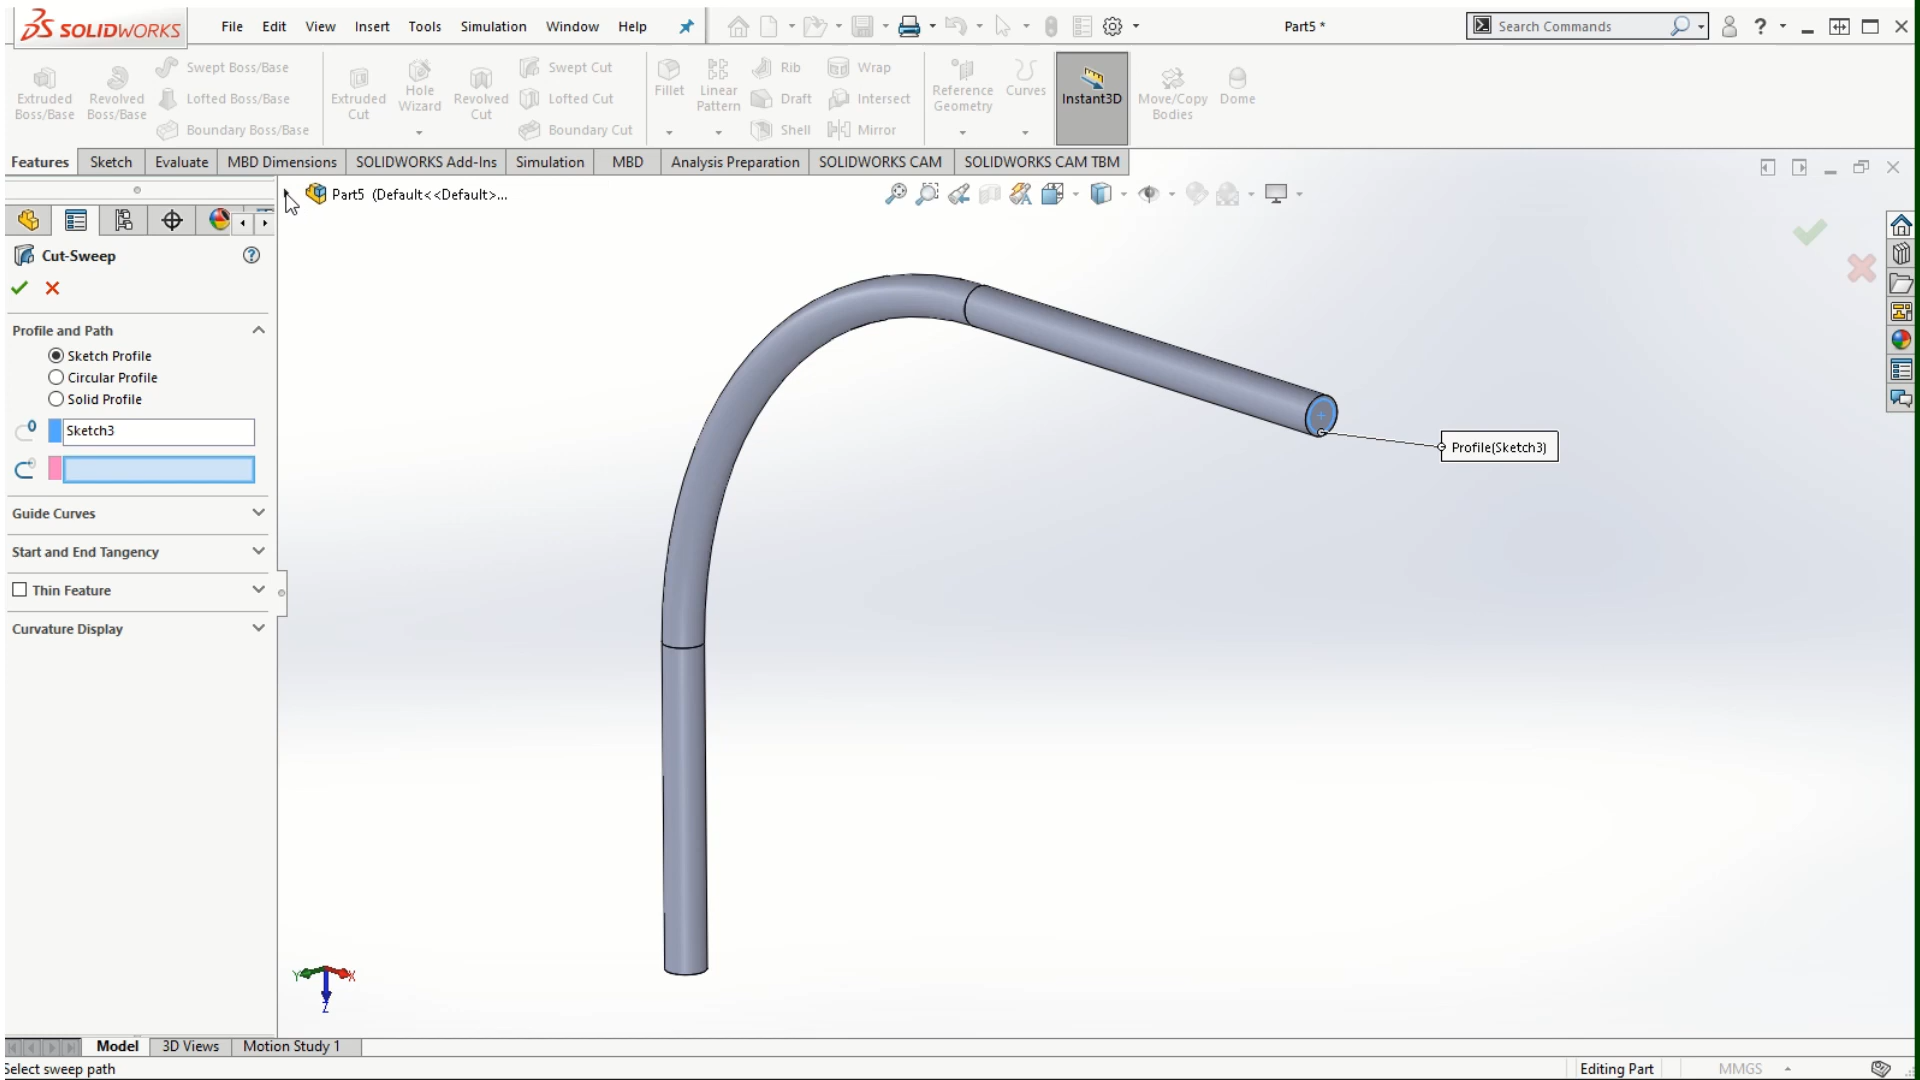 SOLIDWORKS File Edit View Insert Tools Simulation Window Help Part5 * Search Commands ?
Extruded Boss/Base
Revolved Boss/Base
Swept Boss/Base
Lofted Boss/Base
Boundary Boss/Base
Extruded Cut
Hole Wizard
Revolved Cut
Swept Cut
Lofted Cut
Boundary Cut
Fillet
Linear Pattern
Rib
Draft
Shell
Wrap
Intersect
Mirror
Reference Geometry
Curves
Instant3D
Move/Copy Bodies
Dome
Features Sketch Evaluate MBD Dimensions SOLIDWORKS Add-Ins Simulation MBD Analysis Preparation SOLIDWORKS CAM SOLIDWORKS CAM TBM
Part5 (Default<<Default>...
Cut-Sweep
Profile and Path
Sketch Profile
Circular Profile
Solid Profile
Sketch3
Guide Curves
Start and End Tangency
Thin Feature
Curvature Display
Profile(Sketch3)
Y X
Z
Model 3D Views Motion Study 1
Select sweep path Editing Part MMGS